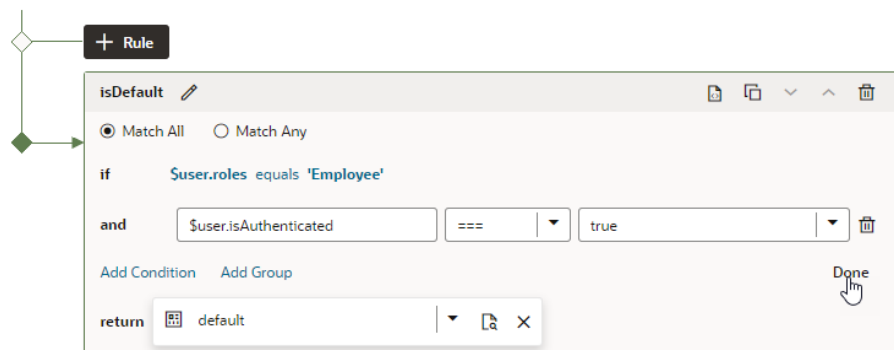 + Rule
isDefault
Match All Match Any
if $user.roles equals 'Employee'
and $user.isAuthenticated === true
Add Condition Add Group Done
return default